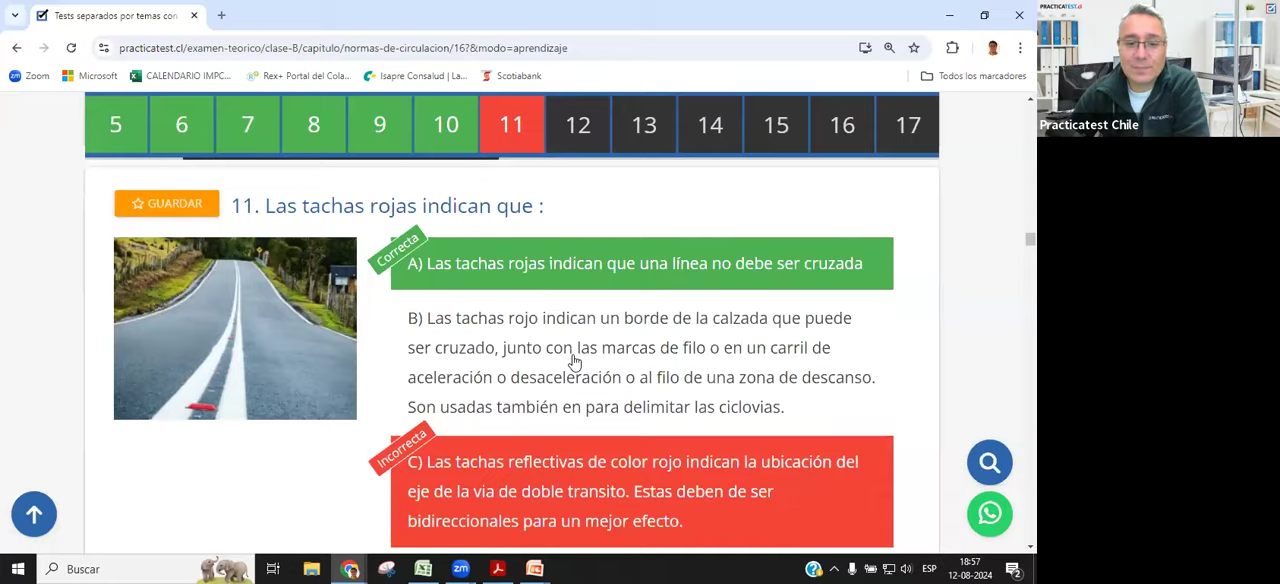 Tests separados por temas con
practicatest.cl/examen-teorico/clase-B/capitulo/normas-de-circulacion/167&modo=aprendizaje
Zoom
Microsoft
CALENDARIO IMPC...
Rex+ Portal del Cola...
Isapre Consalud | La...
Scotiabank
Todos los marcadores
PRACTICATEST.cl
Practicatest Chile
5 6 7 8 9 10 11 12 13 14 15 16 17
GUARDAR
11. Las tachas rojas indican que :
Correcta
A) Las tachas rojas indican que una línea no debe ser cruzada
B) Las tachas rojo indican un borde de la calzada que puede
ser cruzado, junto con las marcas de filo o en un carril de
aceleración o desaceleración o al filo de una zona de descanso.
Son usadas también en para delimitar las ciclovias.
Incorrecta
C) Las tachas reflectivas de color rojo indican la ubicación del
eje de la via de doble transito. Estas deben de ser
bidireccionales para un mejor efecto.
Buscar
ESP
18:57
12-08-2024
2